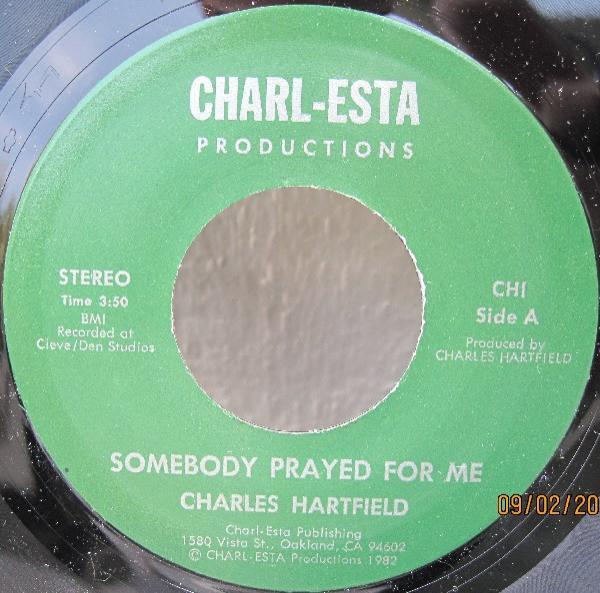 CHARL-ESTA
PRODUCTIONS
STEREO
Time 3:50
BMI
Recorded at
Cleve/Den Studios
CHI
Side A
Produced by
CHARLES HARTFIELD
SOMEBODY PRAYED FOR ME
CHARLES HARTFIELD
Charl-Esta Publishing
1580 Vista St., Oakland, CA 94602
© CHARL-ESTA Productions 1982
09/02/20